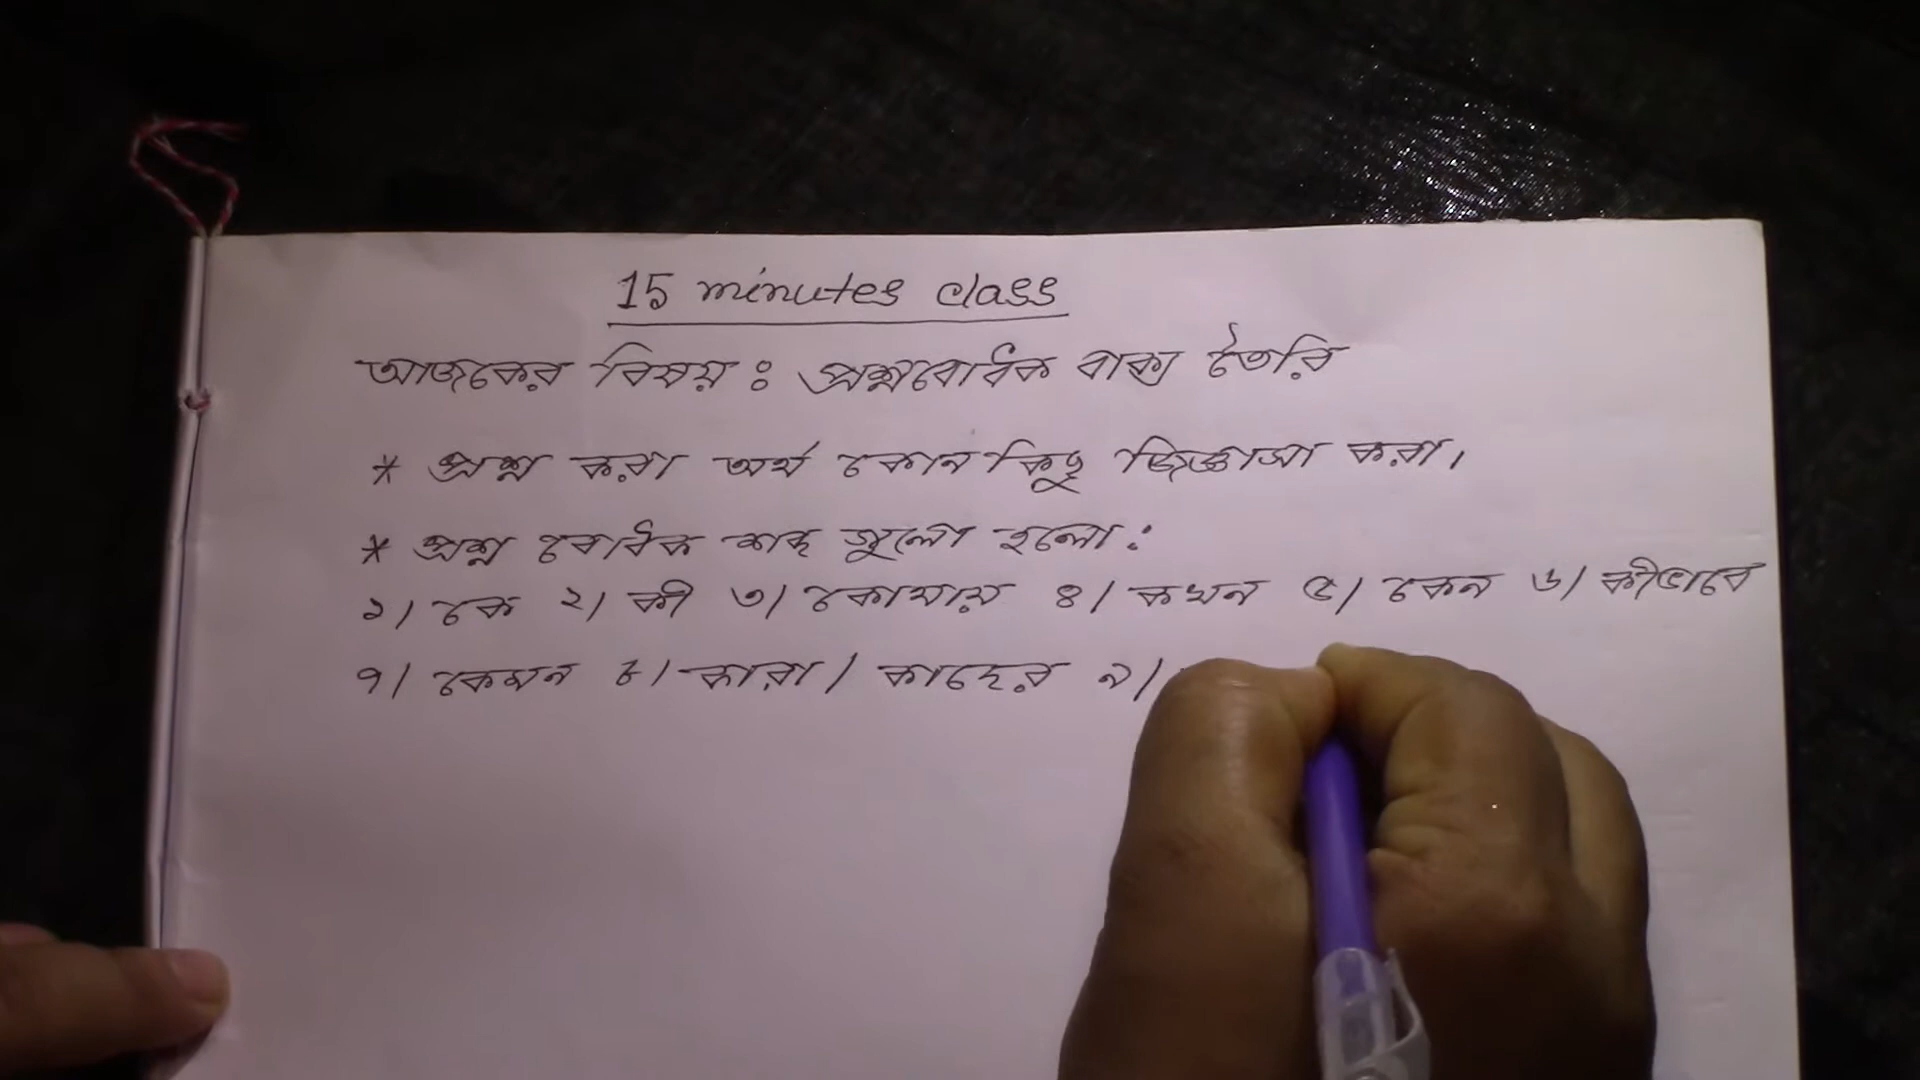 15 minutes class
আজকের বিষয় : প্রশ্নবোধক বাক্য তৈরি
* প্রশ্ন করা অর্থ কোন কিছু জিজ্ঞাসা করা।
* প্রশ্ন বোধক শব্দ গুলো হলো :
১/ কে ২/ কী ৩/ কোথায় ৪/ কখন ৫/ কেন ৬/ কীভাবে
৭/ কেমন ৮/ কারা/ কাদের ৯/